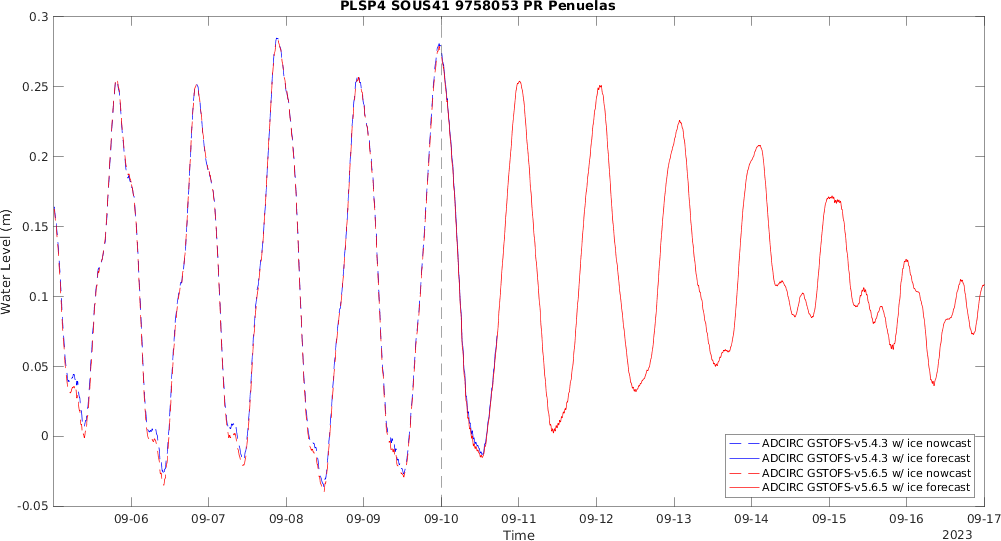 PLSP4 SOUS41 9758053 PR Penuelas
0.3
0.25
0.2
0.15
0.1
0.05
0
-0.05
Water Level (m)
ADCIRC GSTOFS-v5.4.3 w/ ice nowcast
ADCIRC GSTOFS-v5.4.3 w/ ice forecast
ADCIRC GSTOFS-v5.6.5 w/ ice nowcast
ADCIRC GSTOFS-v5.6.5 w/ ice forecast
09-06 09-07 09-08 09-09 09-10 09-11 09-12 09-13 09-14 09-15 09-16 09-17
Time
2023